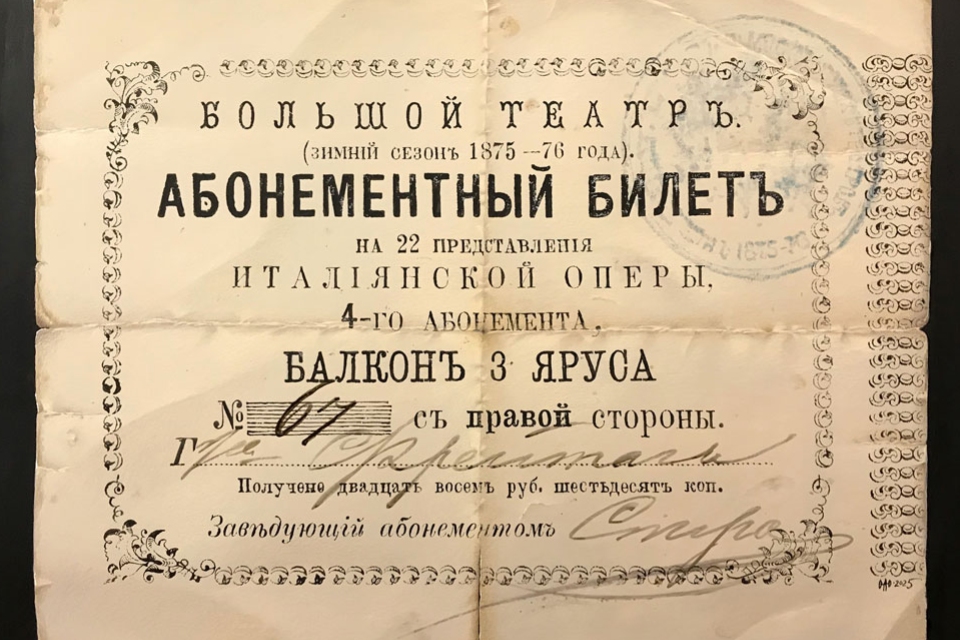 БОЛЬШОЙ ТЕАТРЪ.
(ЗИМНІЙ СЕЗОНЪ 1875—76 ГОДА).
АБОНЕМЕНТНЫЙ БИЛЕТЪ
НА 22 ПРЕДСТАВЛЕНІЯ
ИТАЛІЯНСКОЙ ОПЕРЫ,
4-ГО АБОНЕМЕНТА,
БАЛКОНЪ 3 ЯРУСА
№ 67 съ правой стороны.
Г
Получено двадцать восемь руб. шестьдесятъ коп.
Завѣдующій абонементомъ